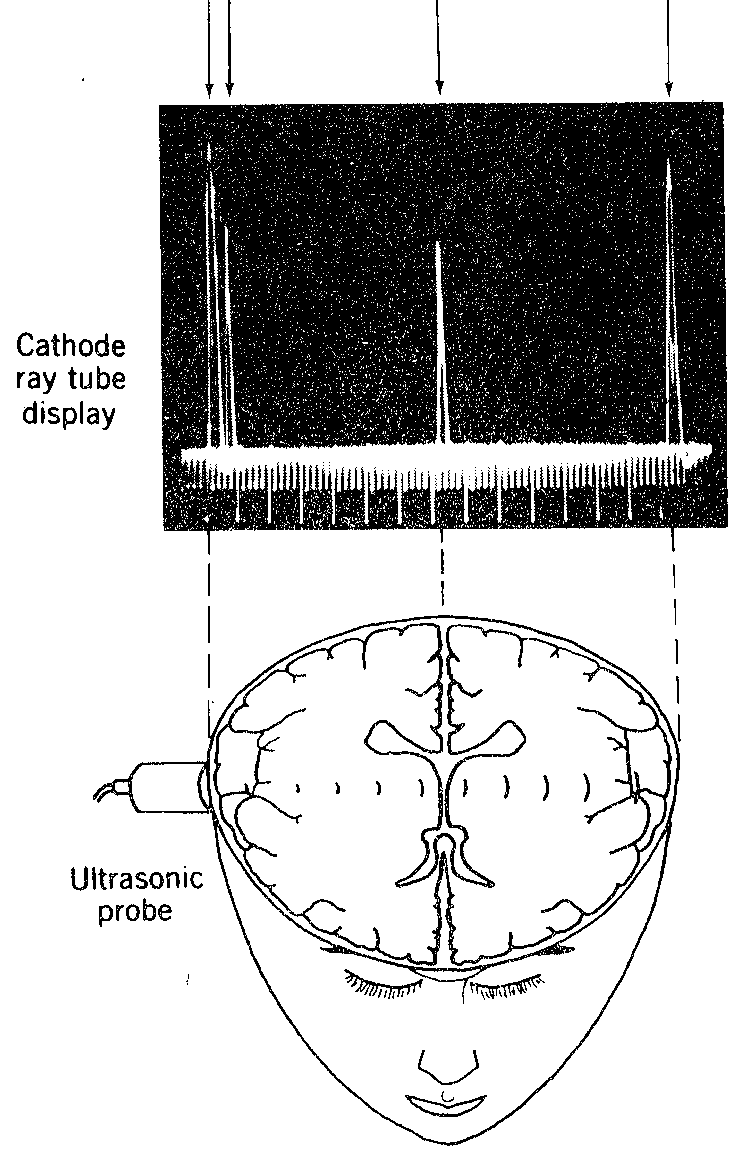 Cathode
ray tube
display
Ultrasonic
probe